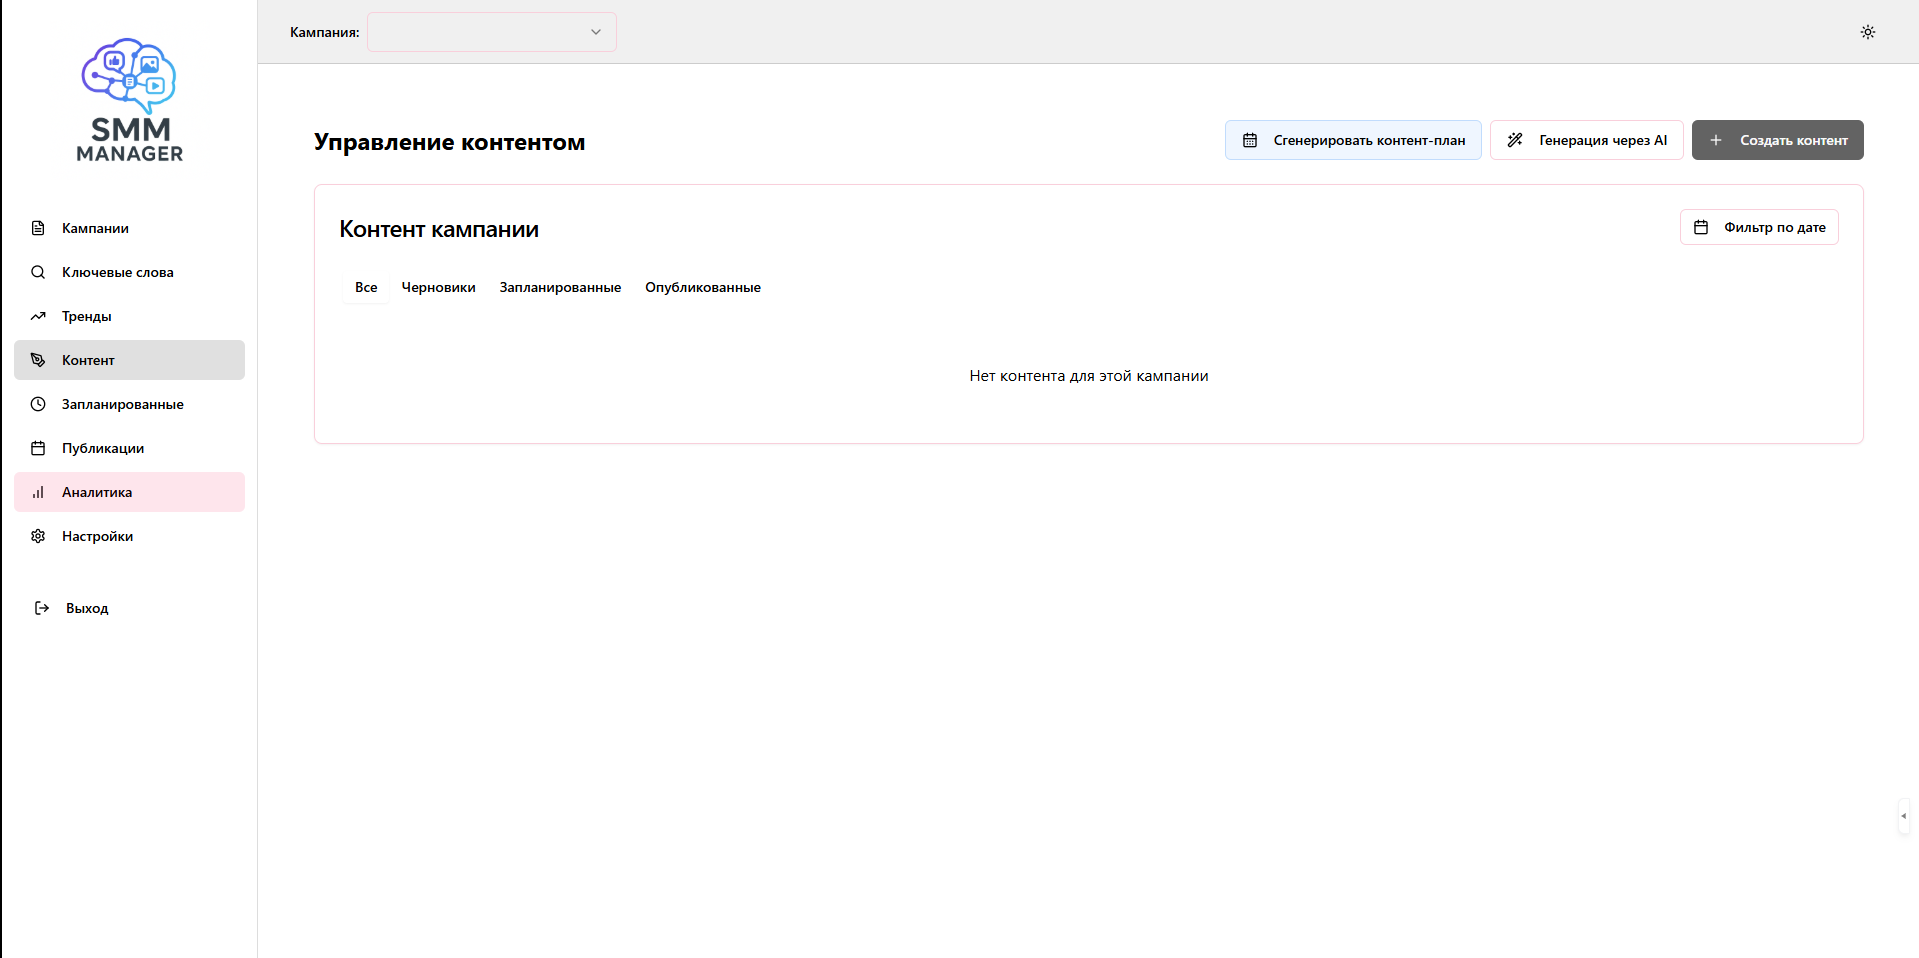 Кампания:
SMM
MANAGER
Кампании
Ключевые слова
Тренды
Контент
Запланированные
Публикации
Аналитика
Настройки
Выход
Управление контентом
Сгенерировать контент-план
Генерация через AI
Создать контент
Контент кампании
Фильтр по дате
Все
Черновики
Запланированные
Опубликованные
Нет контента для этой кампании